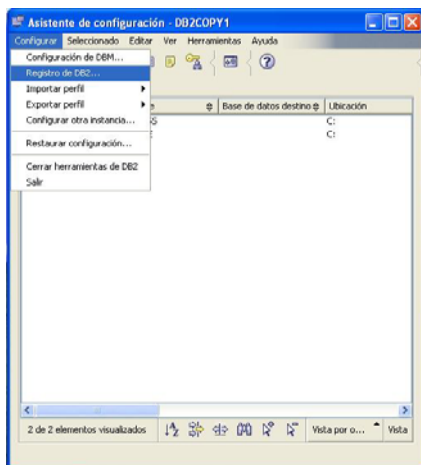 Asistente de configuración - DB2COPY1
Configurar Seleccionado Editar Ver Herramientas Ayuda
Configuración de DBM...
Registro de DB2...
Importar perfil
Exportar perfil
Configurar otra instancia...
Restaurar configuración...
Cerrar herramientas de DB2
Salir
Base de datos destino Ubicación
C:
C:
2 de 2 elementos visualizados Vista por o... Vista